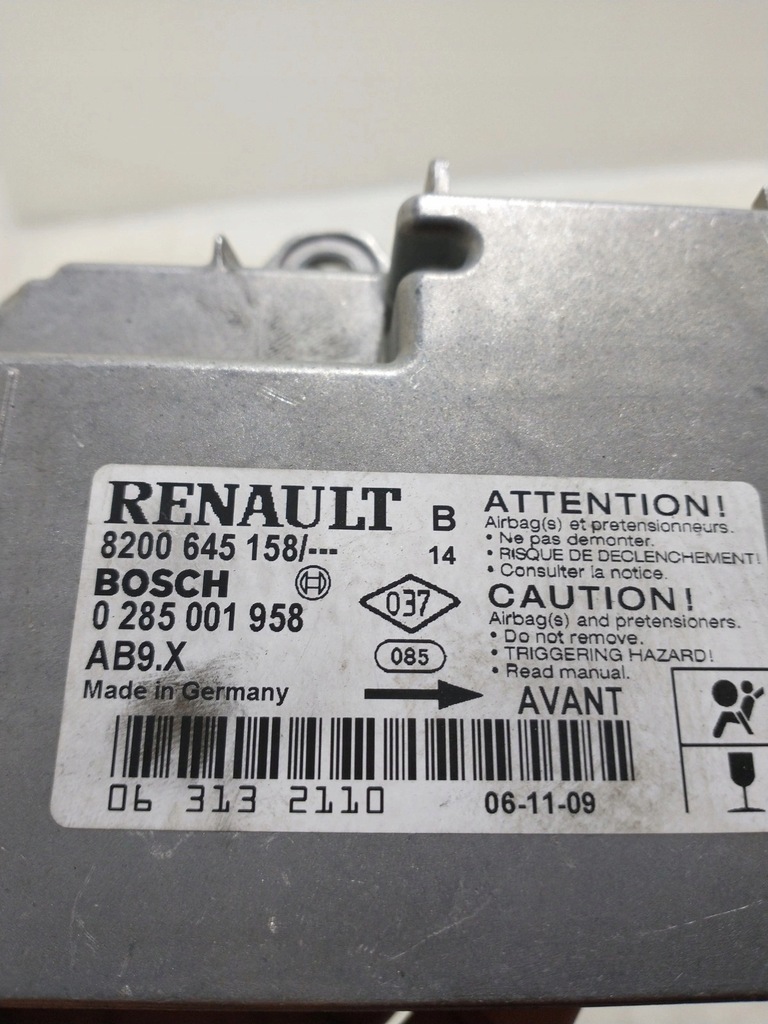 RENAULT B
8200 645 158/--- 14
BOSCH
0 285 001 958
AB9.X
Made in Germany
037
085
ATTENTION!
Airbag(s) et pretensionneurs.
• Ne pas demonter.
• RISQUE DE DECLENCHEMENT!
• Consulter la notice.
CAUTION!
Airbag(s) and pretensioners.
• Do not remove.
• TRIGGERING HAZARD!
• Read manual.
AVANT
06 313 2110
06-11-09